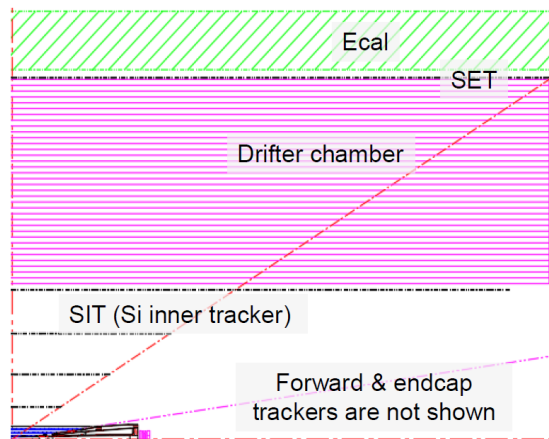 Ecal
SET
Drifter chamber
SIT (Si inner tracker)
Forward & endcap
trackers are not shown